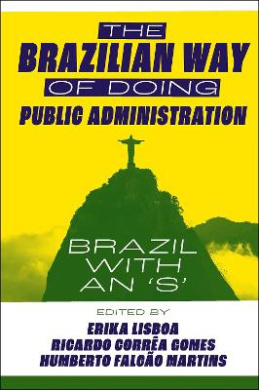 THE
BRAZILIAN WAY
OF DOING
PUBLIC ADMINISTRATION
BRAZIL
WITH
AN 'S'
EDITED BY
ERIKA LISBOA
RICARDO CORRÊA GOMES
HUMBERTO FALCÃO MARTINS